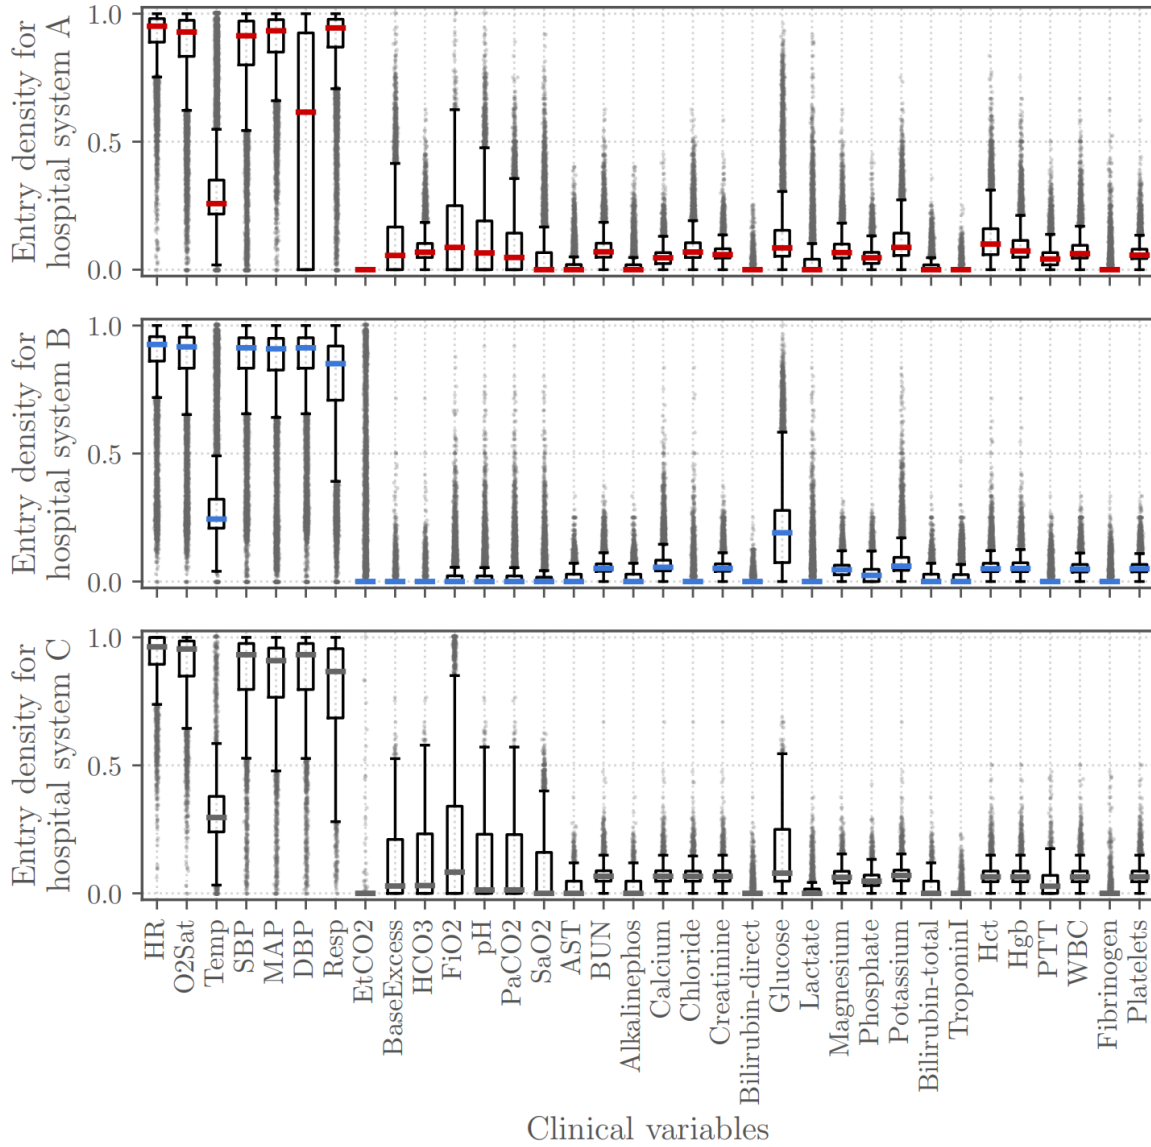 Entry density for
hospital system A
1.0
0.5
0.0
Entry density for
hospital system B
1.0
0.5
0.0
Entry density for
hospital system C
1.0
0.5
0.0
HR
O2Sat
Temp
SBP
MAP
DBP
Resp
EtCO2
BaseExcess
HCO3
FiO2
pH
PaCO2
SaO2
AST
BUN
Alkalinephos
Calcium
Chloride
Creatinine
Bilirubin-direct
Glucose
Lactate
Magnesium
Phosphate
Potassium
Bilirubin-total
TroponinI
Hct
Hgb
PTT
WBC
Fibrinogen
Platelets
Clinical variables